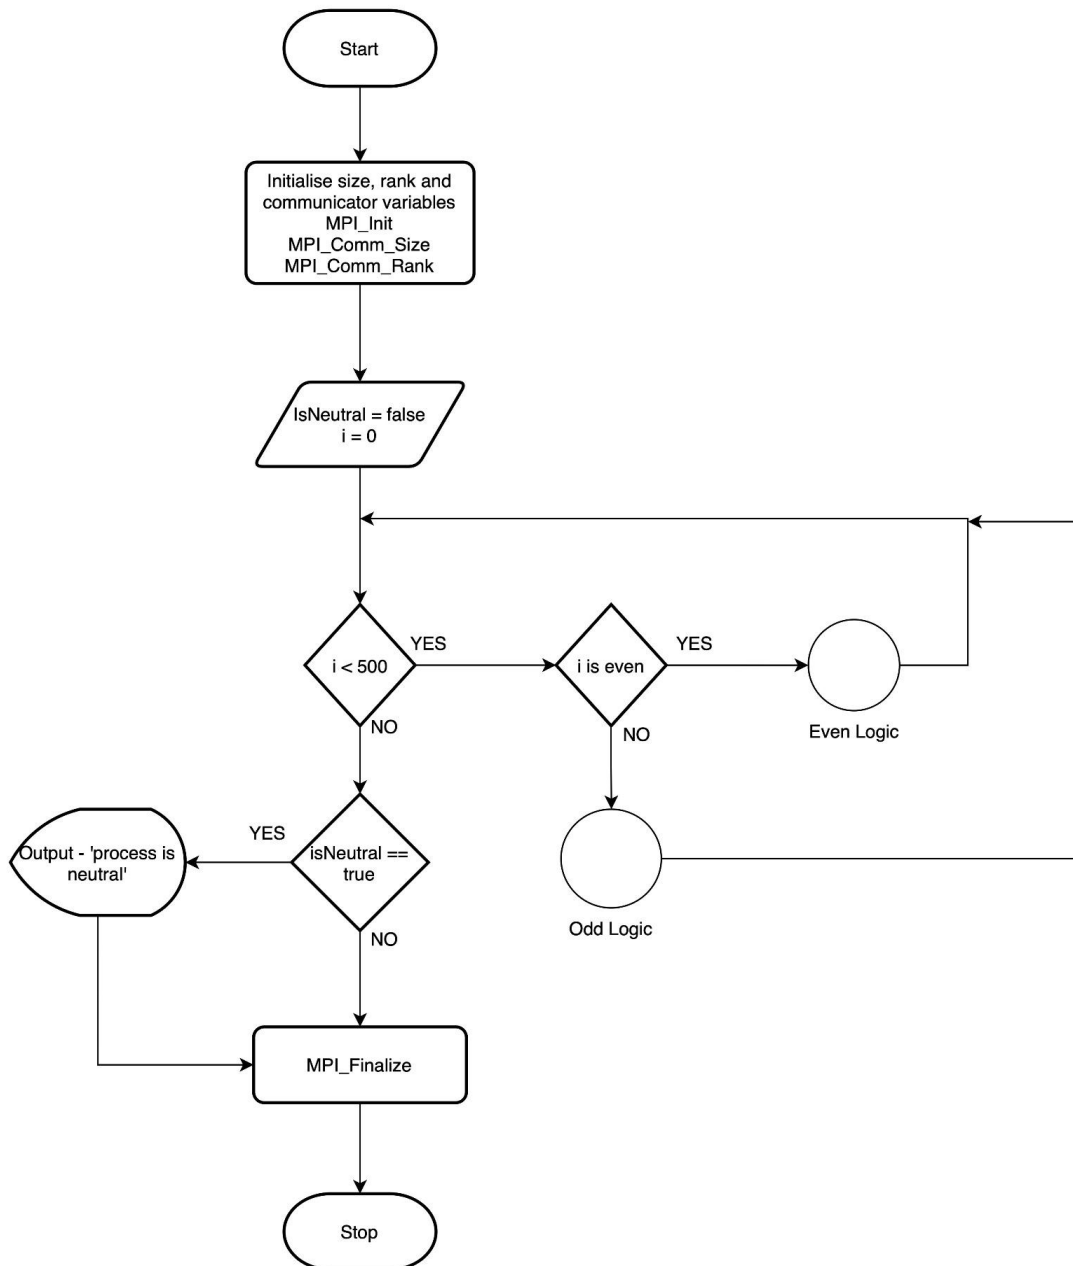 Start
Initialise size, rank and
communicator variables
MPI_Init
MPI_Comm_Size
MPI_Comm_Rank
IsNeutral = false
i = 0
i < 500
YES
i is even
YES
Even Logic
NO
NO
Odd Logic
isNeutral ==
true
YES
Output - 'process is
neutral'
NO
MPI_Finalize
Stop